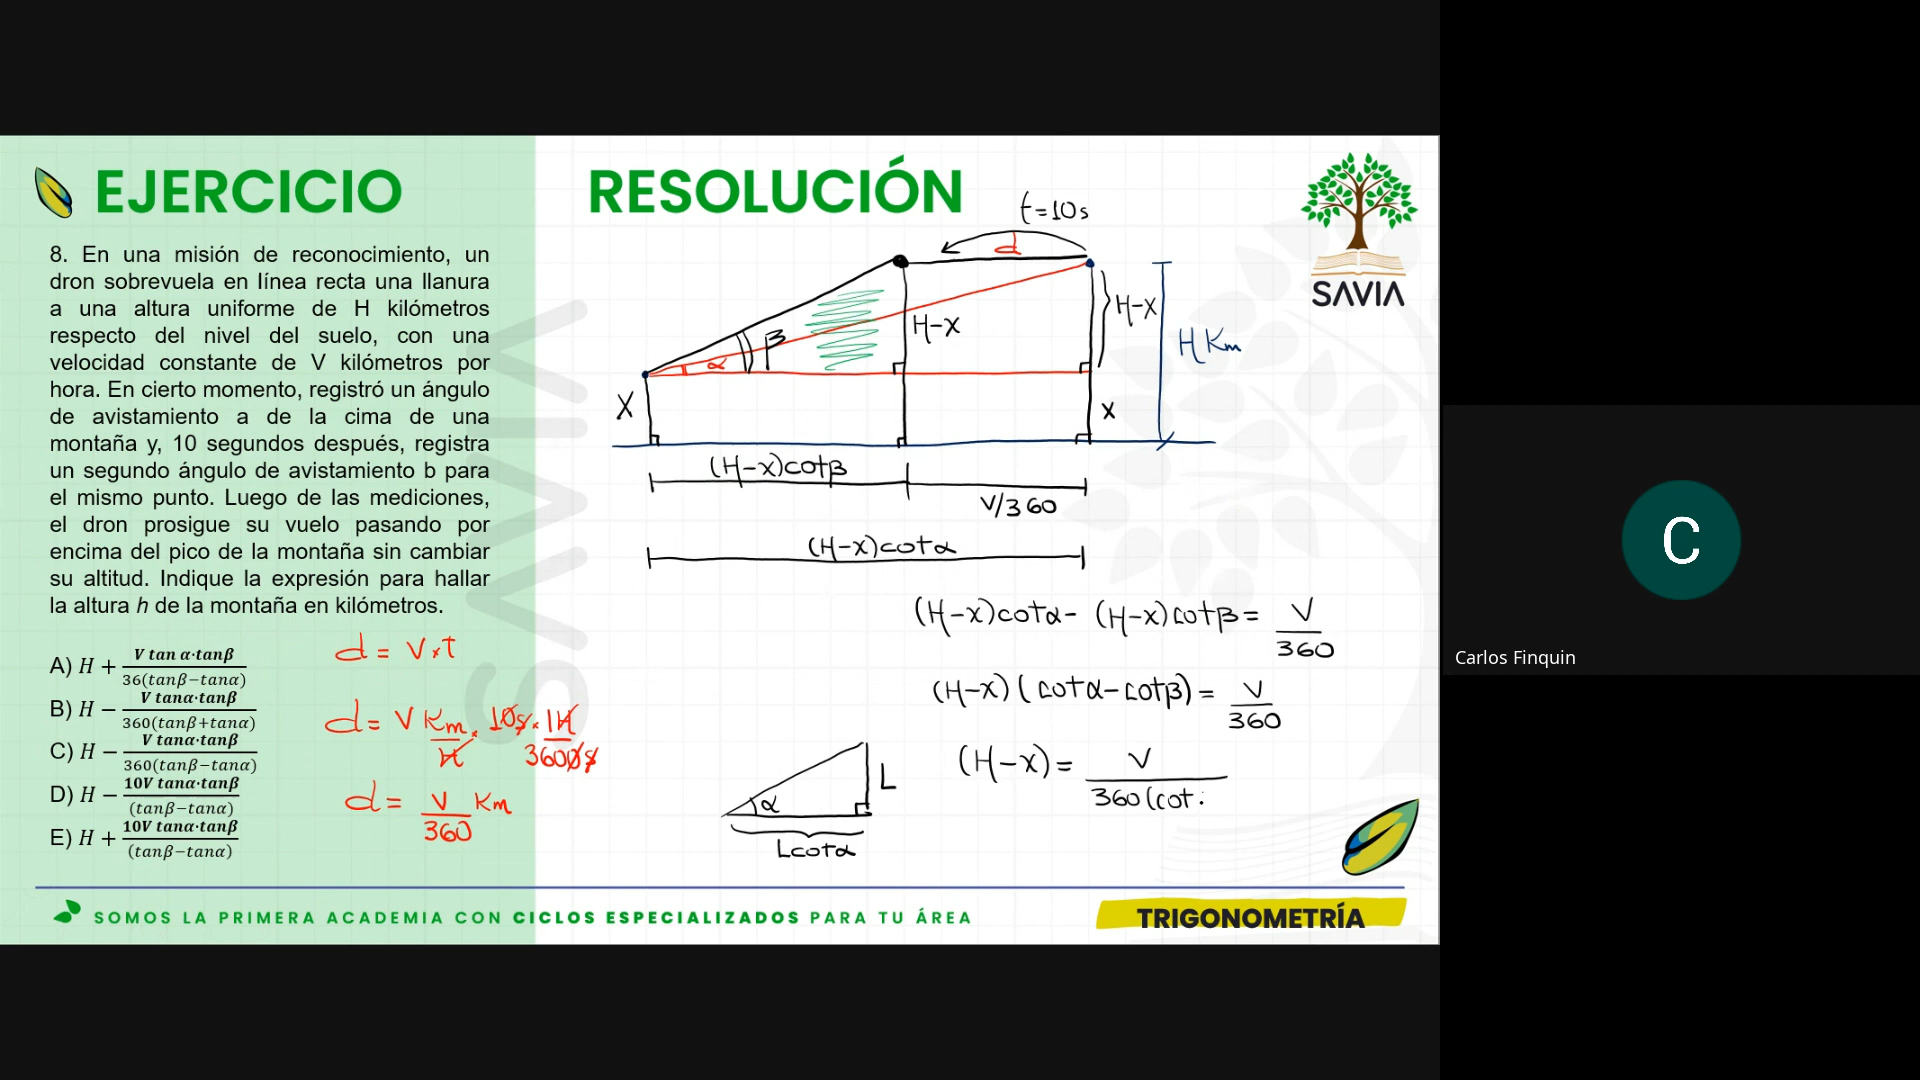 EJERCICIO
8. En una misión de reconocimiento, un
dron sobrevuela en línea recta una llanura
a una altura uniforme de H kilómetros
respecto del nivel del suelo, con una
velocidad constante de V kilómetros por
hora. En cierto momento, registró un ángulo
de avistamiento a de la cima de una
montaña y, 10 segundos después, registra
un segundo ángulo de avistamiento b para
el mismo punto. Luego de las mediciones,
el dron prosigue su vuelo pasando por
encima del pico de la montaña sin cambiar
su altitud. Indique la expresión para hallar
la altura h de la montaña en kilómetros.
A) H + V tan α·tanβ / 36(tanβ−tanα)
B) H − V tanα·tanβ / 360(tanβ+tanα)
C) H − V tanα·tanβ / 360(tanβ−tanα)
D) H − 10V tanα·tanβ / (tanβ−tanα)
E) H + 10V tanα·tanβ / (tanβ−tanα)
d = V×T
d = V Km/H × 10s × 1H/3600s
d = V/360 Km
RESOLUCIÓN
t=10s
d
H-x
H-x
H Km
β
α
X
x
(H-x)cotβ
V/360
(H-x)cotα
(H-x)cotα - (H-x)cotβ = V/360
(H-x)(cotα-cotβ) = V/360
(H-x) = V/360(cot
α
L
Lcotα
SAVIA
SAVIA
SOMOS LA PRIMERA ACADEMIA CON CICLOS ESPECIALIZADOS PARA TU ÁREA
TRIGONOMETRÍA
C
Carlos Finquin